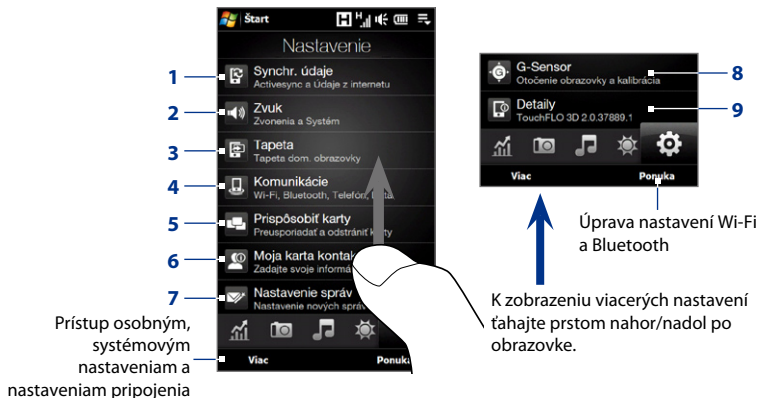 Štart
H H
Nastavenie
1 Synchr. údaje
Activesync a Údaje z internetu
2 Zvuk
Zvonenia a Systém
3 Tapeta
Tapeta dom. obrazovky
4 Komunikácie
Wi-Fi, Bluetooth, Telefón,
5 Prispôsobiť karty
Preusporiadať a odstrániť karty
6 Moja karta
Zadajte svoje
7 Nastavenie správ
Nastavenie nových správ
Viac
Ponuka
Prístup osobným,
systémovým
nastaveniam a
nastaveniam pripojenia
G-Sensor 8
Otočenie obrazovky a kalibrácia
Detaily 9
TouchFLO 3D 2.0.37889.1
Viac Ponuka
Úprava nastavení Wi-Fi
a Bluetooth
K zobrazeniu viacerých nastavení
ťahajte prstom nahor/nadol po
obrazovke.